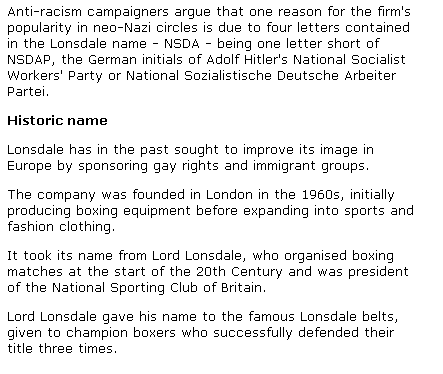 Anti-racism campaigners argue that one reason for the firm's
popularity in neo-Nazi circles is due to four letters contained
in the Lonsdale name - NSDA - being one letter short of
NSDAP, the German initials of Adolf Hitler's National Socialist
Workers' Party or National Sozialistische Deutsche Arbeiter
Partei.
Historic name
Lonsdale has in the past sought to improve its image in
Europe by sponsoring gay rights and immigrant groups.
The company was founded in London in the 1960s, initially
producing boxing equipment before expanding into sports and
fashion clothing.
It took its name from Lord Lonsdale, who organised boxing
matches at the start of the 20th Century and was president
of the National Sporting Club of Britain.
Lord Lonsdale gave his name to the famous Lonsdale belts,
given to champion boxers who successfully defended their
title three times.